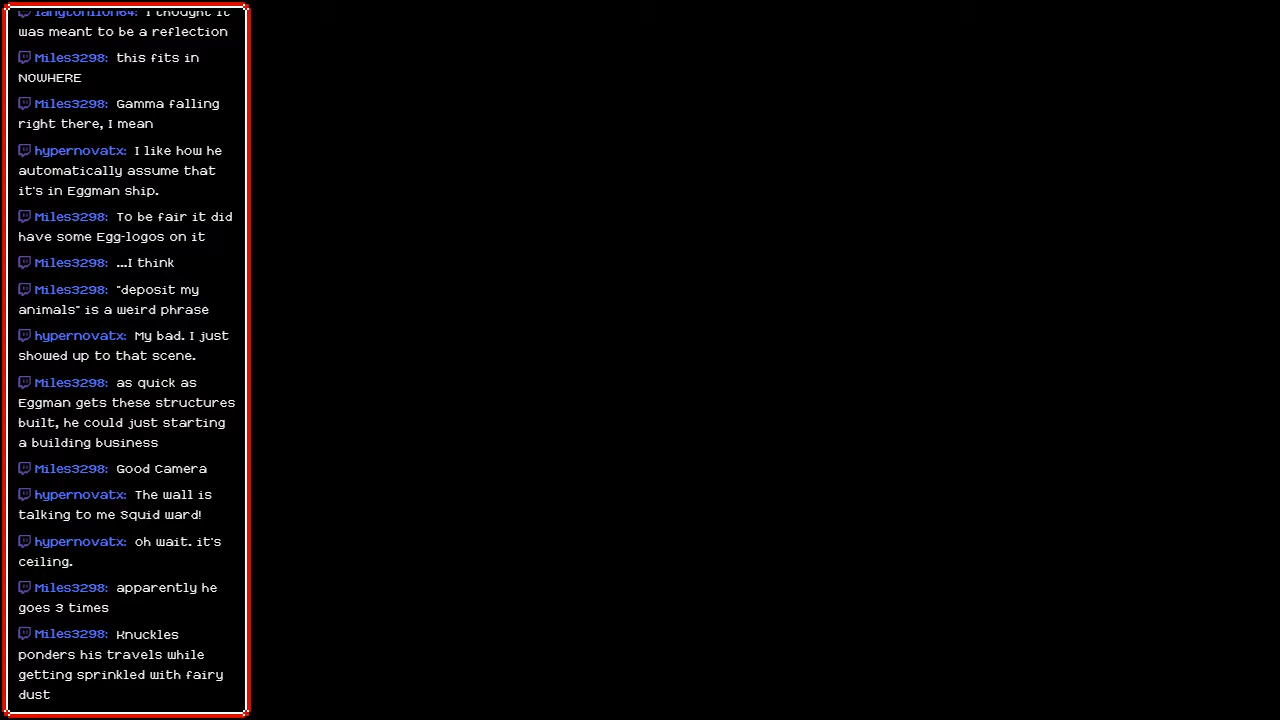 langtonlion64: I thought it
was meant to be a reflection
Miles3298: this fits in
NOWHERE
Miles3298: Gamma falling
right there, I mean
hypernovatx: I like how he
automatically assume that
it's in Eggman ship.
Miles3298: To be fair it did
have some Egg-logos on it
Miles3298: ...I think
Miles3298: "deposit my
animals" is a weird phrase
hypernovatx: My bad. I just
showed up to that scene.
Miles3298: as quick as
Eggman gets these structures
built, he could just starting
a building business
Miles3298: Good Camera
hypernovatx: The wall is
talking to me Squid ward!
hypernovatx: oh wait. it's
ceiling.
Miles3298: apparently he
goes 3 times
Miles3298: Knuckles
ponders his travels while
getting sprinkled with fairy
dust